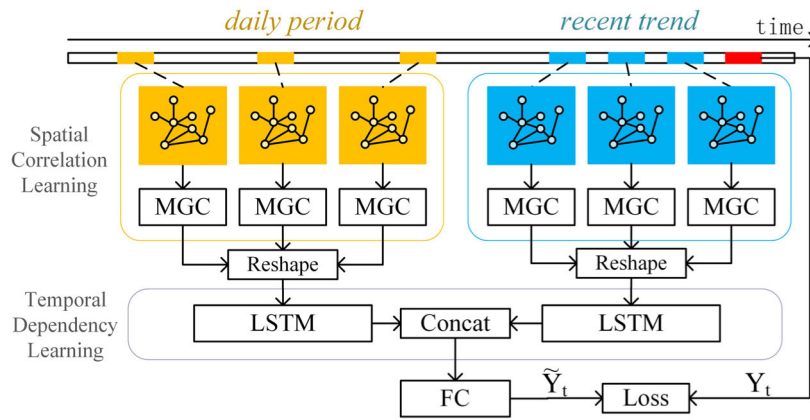 daily period
recent trend
time.
Spatial
Correlation
Learning
MGC
MGC
MGC
MGC
MGC
MGC
Reshape
Reshape
Temporal
Dependency
Learning
LSTM
Concat
LSTM
FC
Ỹt
Loss
Yt